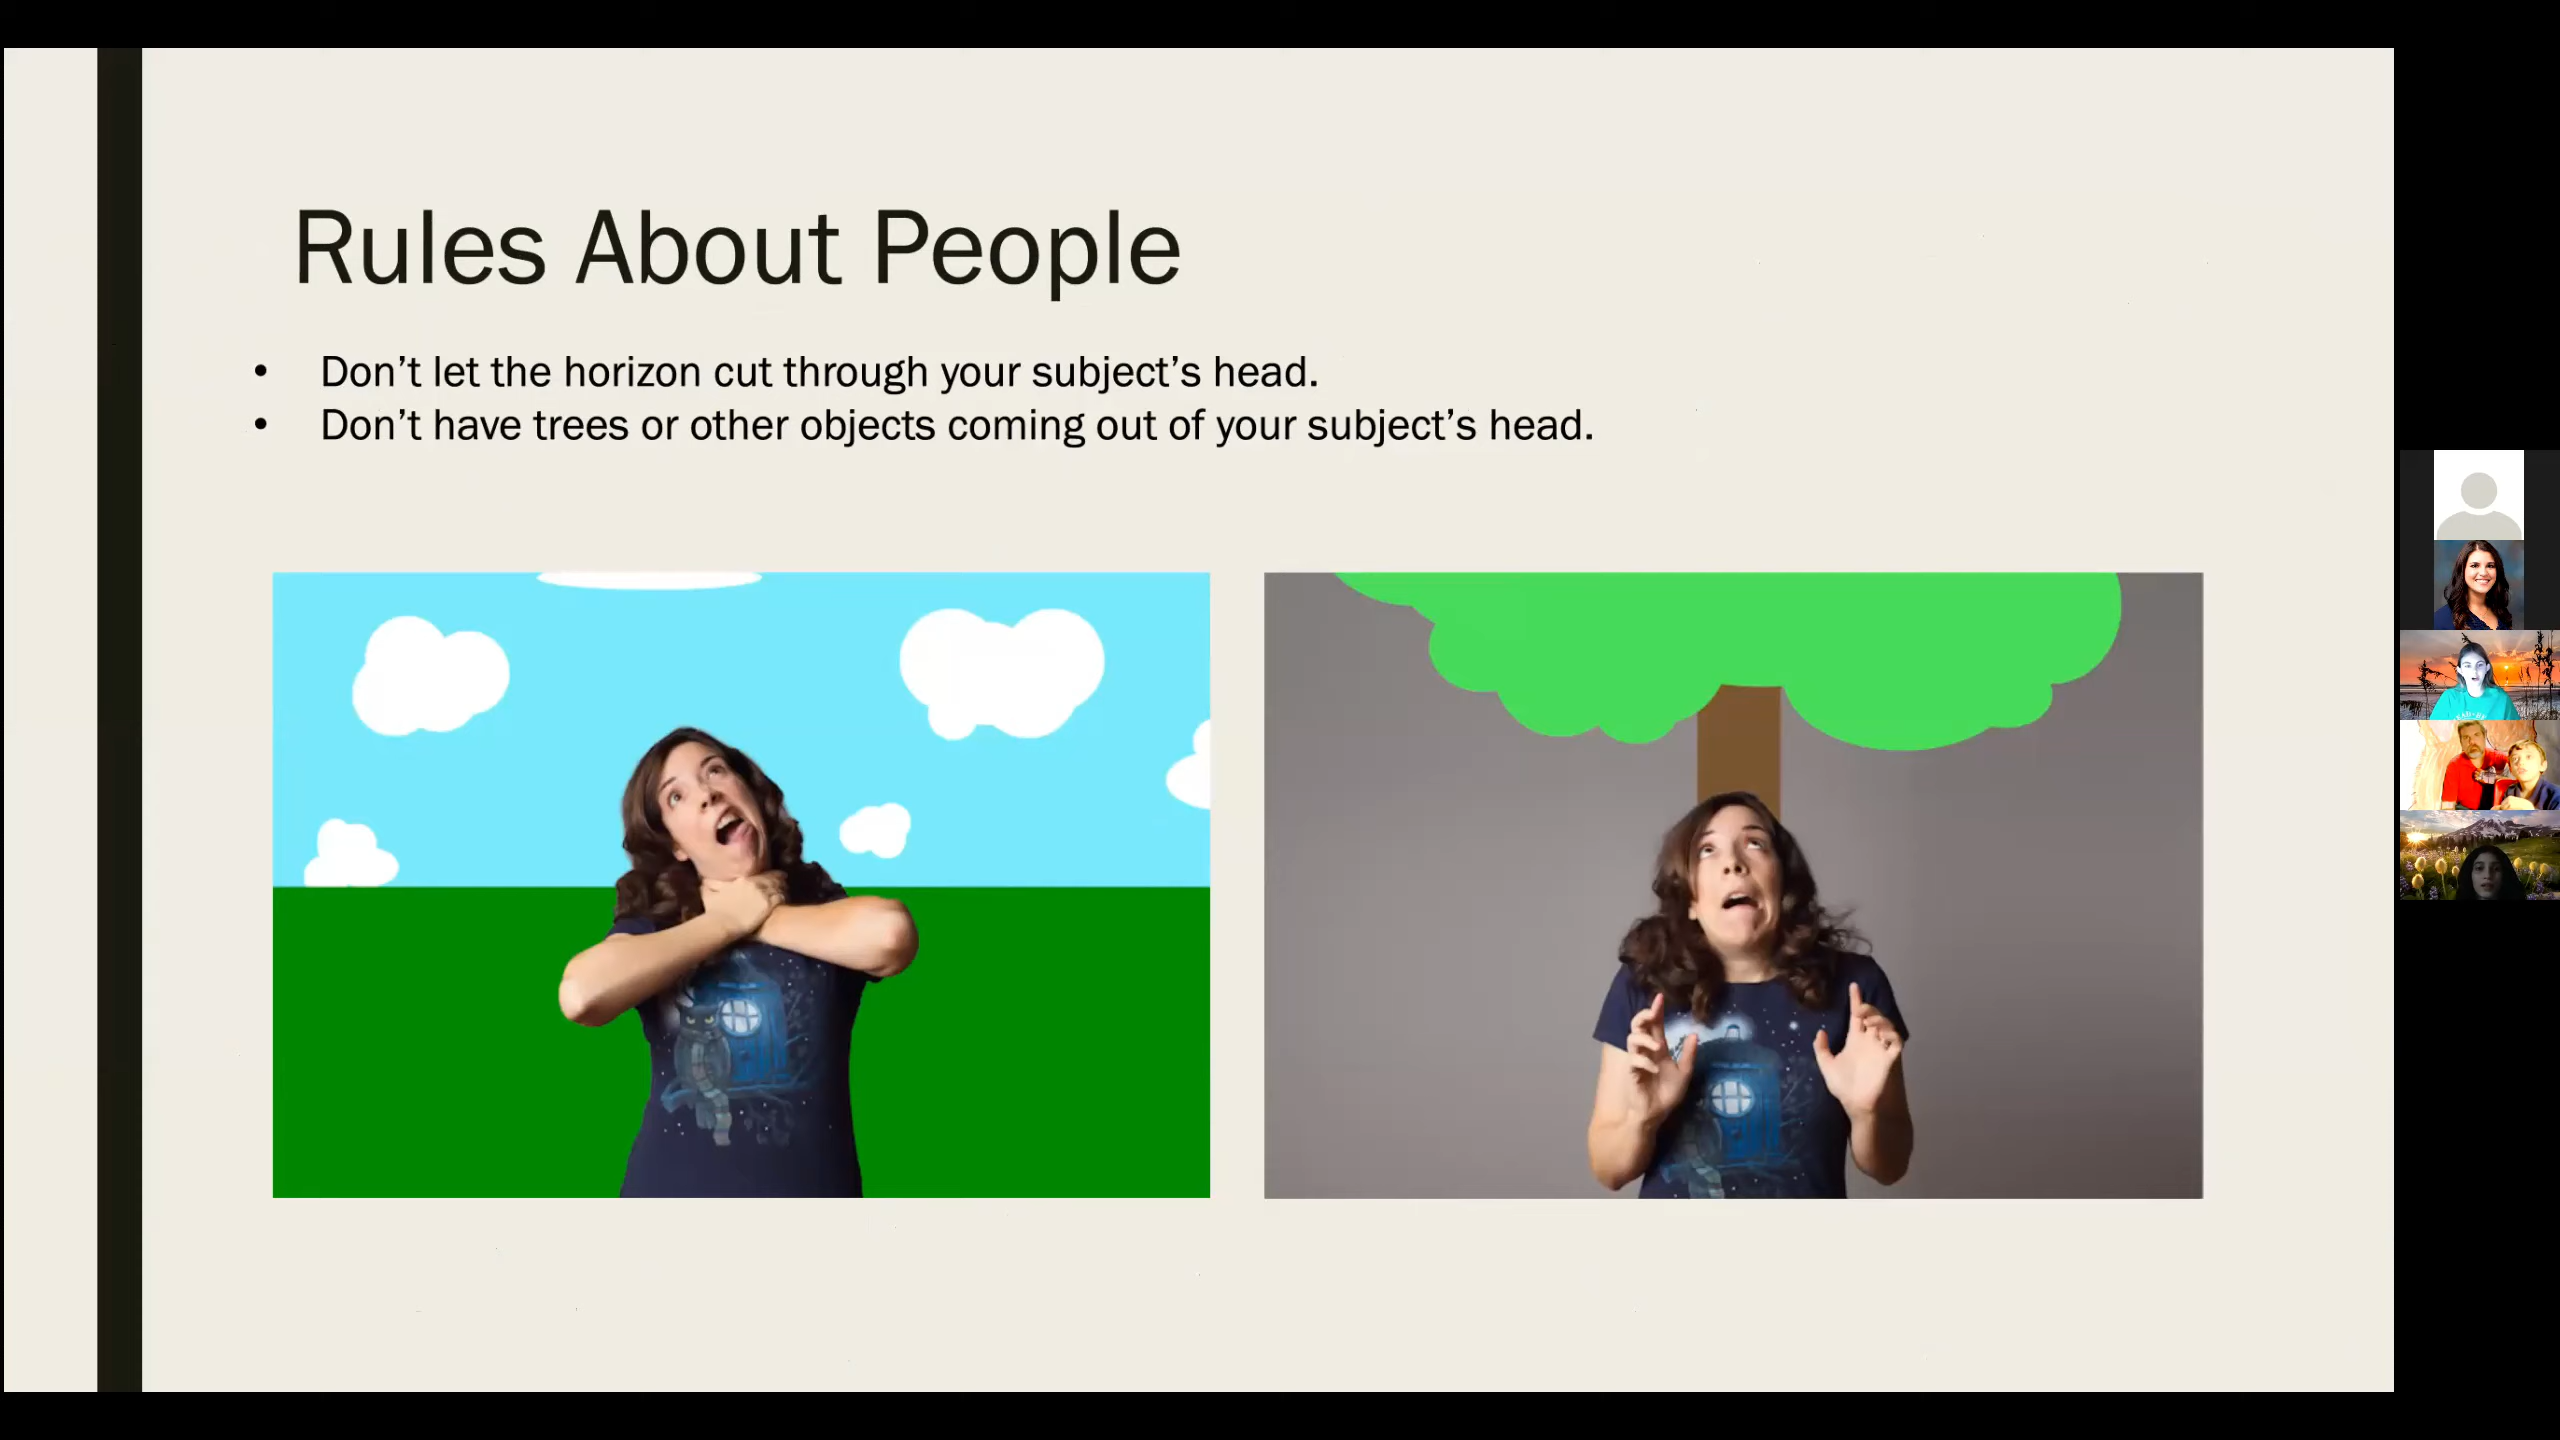 Rules About People
• Don’t let the horizon cut through your subject’s head.
• Don’t have trees or other objects coming out of your subject’s head.